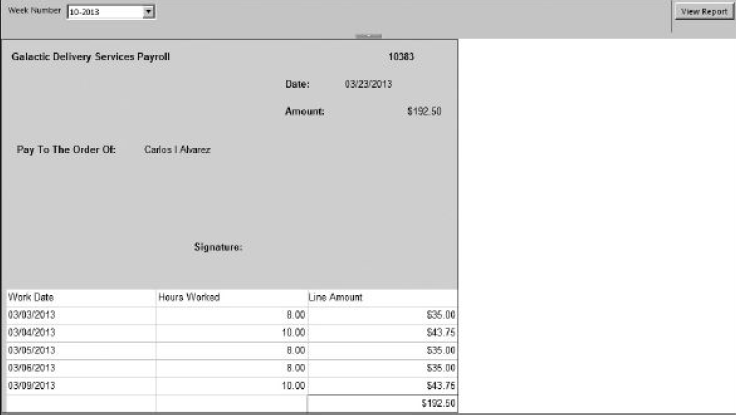 Week Number 10-2013 View Report
Galactic Delivery Services Payroll 10383
Date: 03/23/2013
Amount: $192.50
Pay To The Order Of: Carlos I Alvarez
Signature:
Work Date Hours Worked Line Amount
03/03/2013 8.00 $35.00
03/04/2013 10.00 $43.75
03/05/2013 8.00 $35.00
03/06/2013 8.00 $35.00
03/09/2013 10.00 $43.75
$192.50